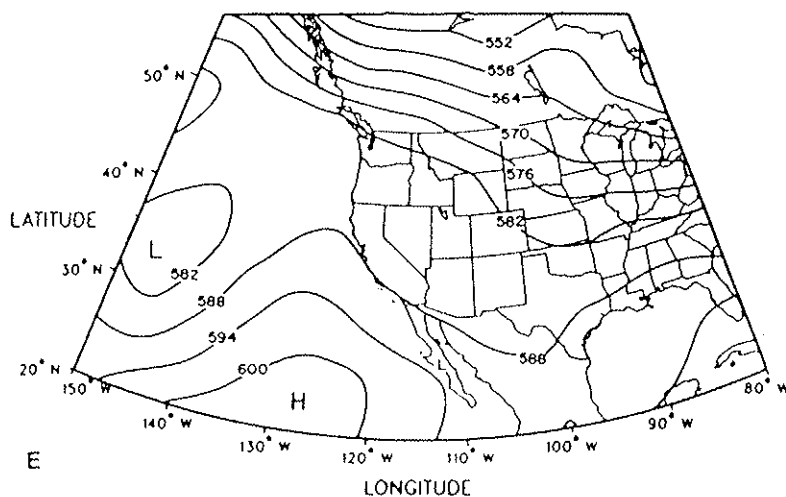 552
558
50° N
564
570
40° N
576
LATITUDE
582
L
30° N
582
588
594
588
600
20° N
L
150° W
H
80° W
140° W
90° W
130° W
100° W
120° W
110° W
E
LONGITUDE